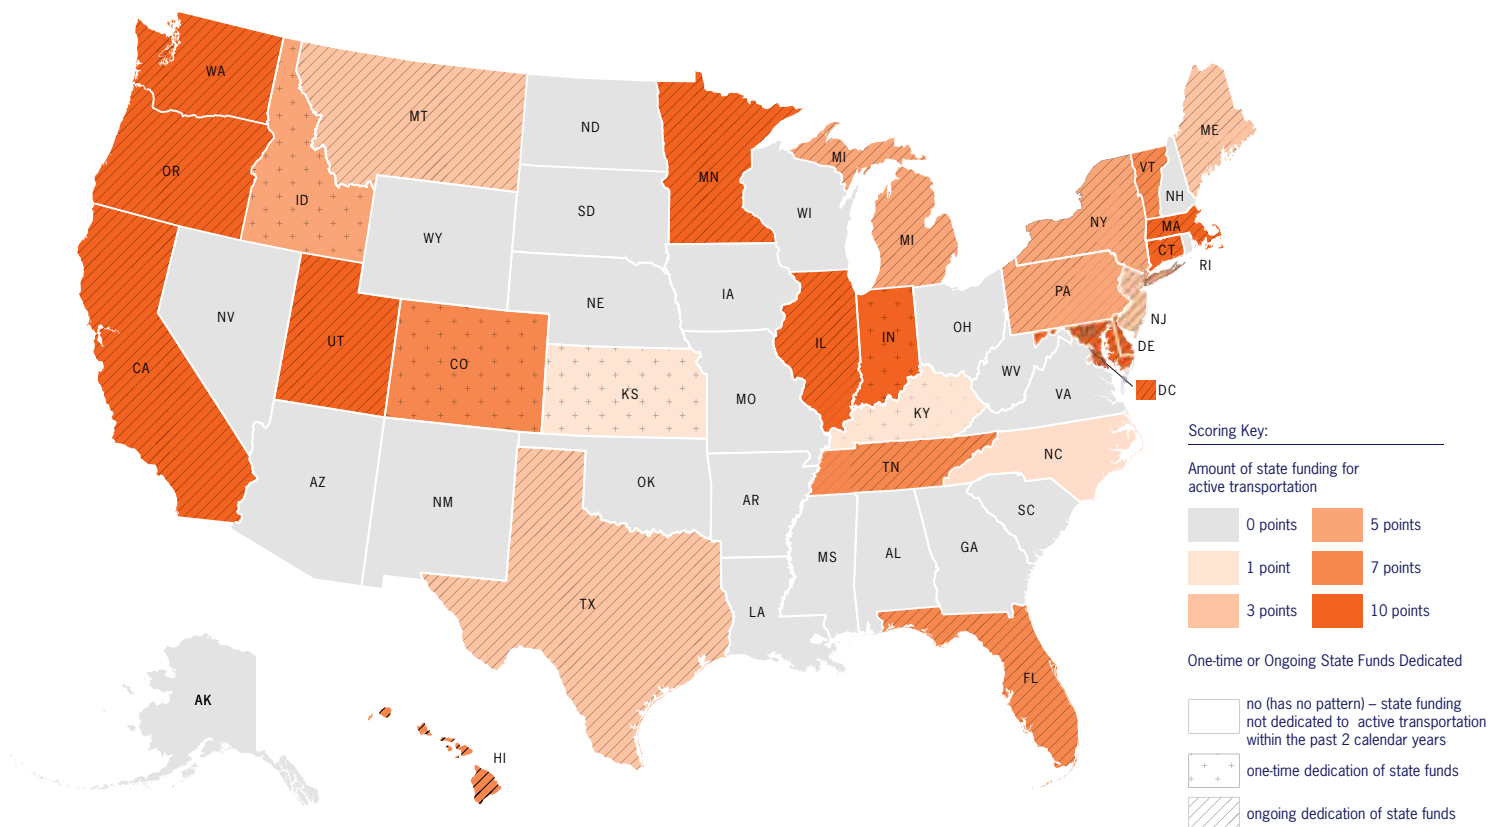 WA
MT
ND
MN
OR
ID
SD
WI
MI
MI
ME
VT
NH
NY
MA
CT
RI
WY
NV
NE
IA
PA
NJ
DE
DC
UT
CO
CA
KS
MO
IL
IN
OH
WV
VA
KY
TN
NC
AZ
NM
OK
AR
SC
MS
AL
GA
TX
LA
FL
AK
HI
Scoring Key:
Amount of state funding for
active transportation
0 points
5 points
1 point
7 points
3 points
10 points
One-time or Ongoing State Funds Dedicated
no (has no pattern) – state funding
not dedicated to active transportation
within the past 2 calendar years
one-time dedication of state funds
ongoing dedication of state funds